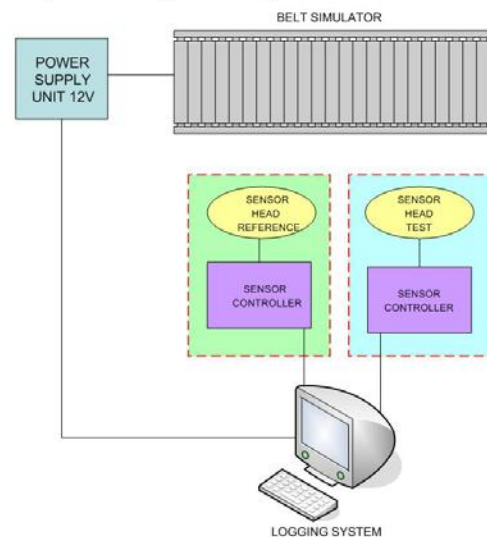 BELT SIMULATOR
POWER
SUPPLY
UNIT 12V
SENSOR
HEAD
REFERENCE
SENSOR
HEAD
TEST
SENSOR
CONTROLLER
SENSOR
CONTROLLER
LOGGING SYSTEM